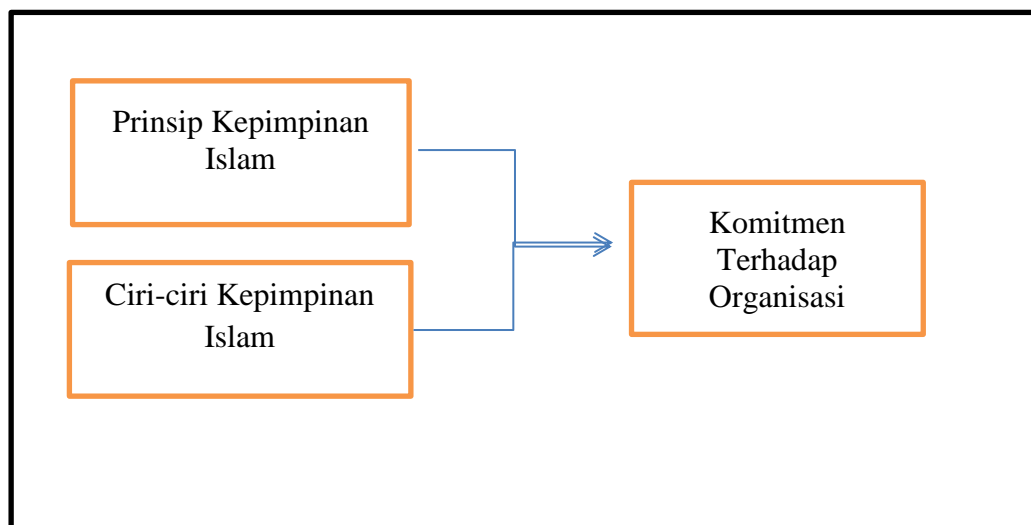 Prinsip Kepimpinan
Islam
Ciri-ciri Kepimpinan
Islam
Komitmen
Terhadap
Organisasi